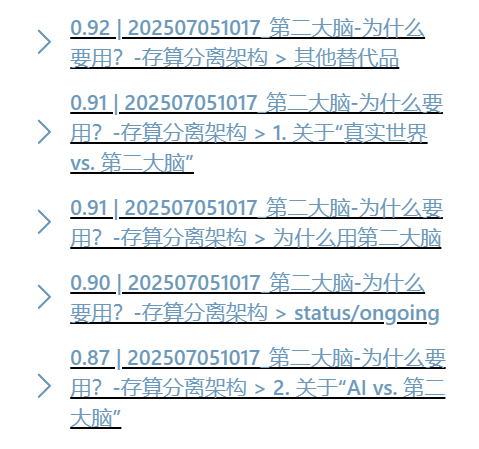 0.92 | 202507051017_第二大脑-为什么
要用？-存算分离架构 > 其他替代品
0.91 | 202507051017_第二大脑-为什么要
用？-存算分离架构 > 1. 关于“真实世界
vs. 第二大脑”
0.91 | 202507051017_第二大脑-为什么要
用？-存算分离架构 > 为什么用第二大脑
0.90 | 202507051017_第二大脑-为什么
要用？-存算分离架构 > status/ongoing
0.87 | 202507051017_第二大脑-为什么要
用？-存算分离架构 > 2. 关于“AI vs. 第二
大脑”